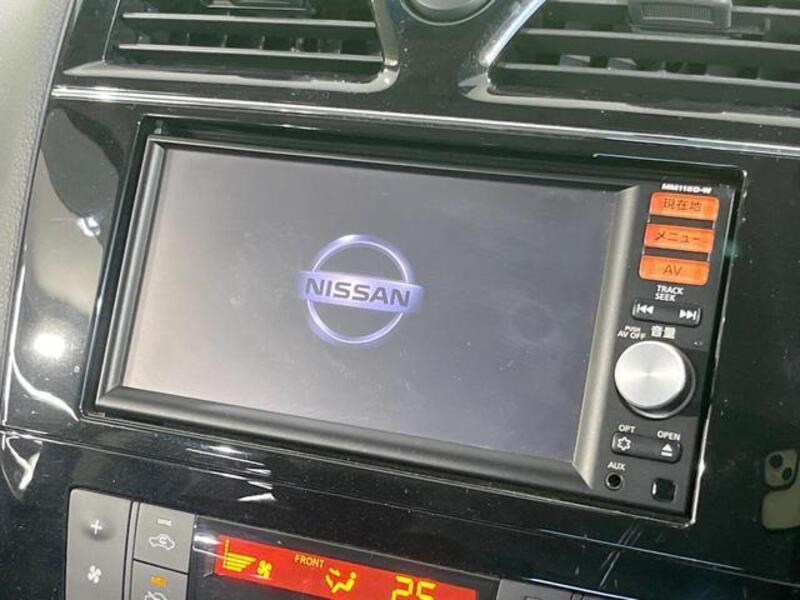 MM115D-W
現在地
メニュー
AV
TRACK
SEEK
PUSH
AV OFF
音量
NISSAN
OPT
OPEN
AUX
FRONT
25